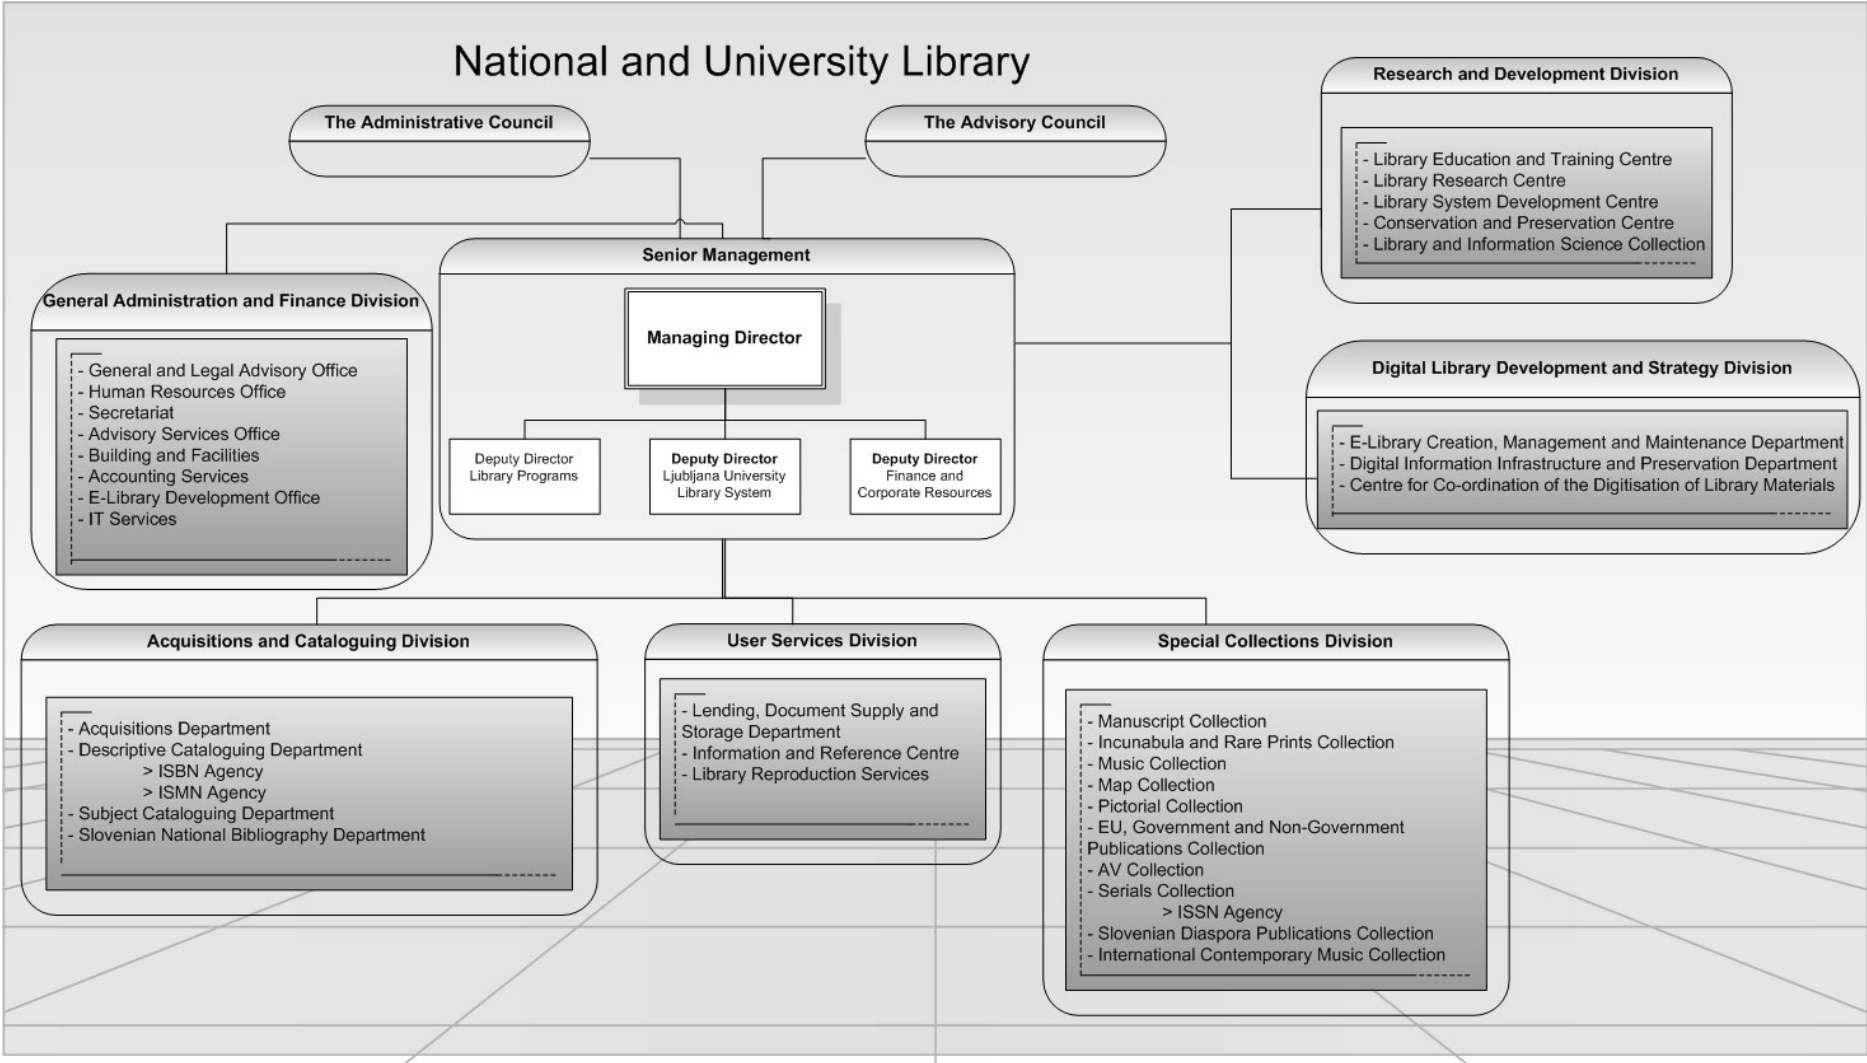 National and University Library
The Administrative Council
The Advisory Council
Research and Development Division
- Library Education and Training Centre
- Library Research Centre
- Library System Development Centre
- Conservation and Preservation Centre
- Library and Information Science Collection
General Administration and Finance Division
- General and Legal Advisory Office
- Human Resources Office
- Secretariat
- Advisory Services Office
- Building and Facilities
- Accounting Services
- E-Library Development Office
- IT Services
Senior Management
Managing Director
Deputy Director
Library Programs
Deputy Director
Ljubljana University
Library System
Deputy Director
Finance and
Corporate Resources
Digital Library Development and Strategy Division
- E-Library Creation, Management and Maintenance Department
- Digital Information Infrastructure and Preservation Department
- Centre for Co-ordination of the Digitisation of Library Materials
Acquisitions and Cataloguing Division
- Acquisitions Department
- Descriptive Cataloguing Department
> ISBN Agency
> ISMN Agency
- Subject Cataloguing Department
- Slovenian National Bibliography Department
User Services Division
- Lending, Document Supply and
Storage Department
- Information and Reference Centre
- Library Reproduction Services
Special Collections Division
- Manuscript Collection
- Incunabula and Rare Prints Collection
- Music Collection
- Map Collection
- Pictorial Collection
- EU, Government and Non-Government
Publications Collection
- AV Collection
- Serials Collection
> ISSN Agency
- Slovenian Diaspora Publications Collection
- International Contemporary Music Collection